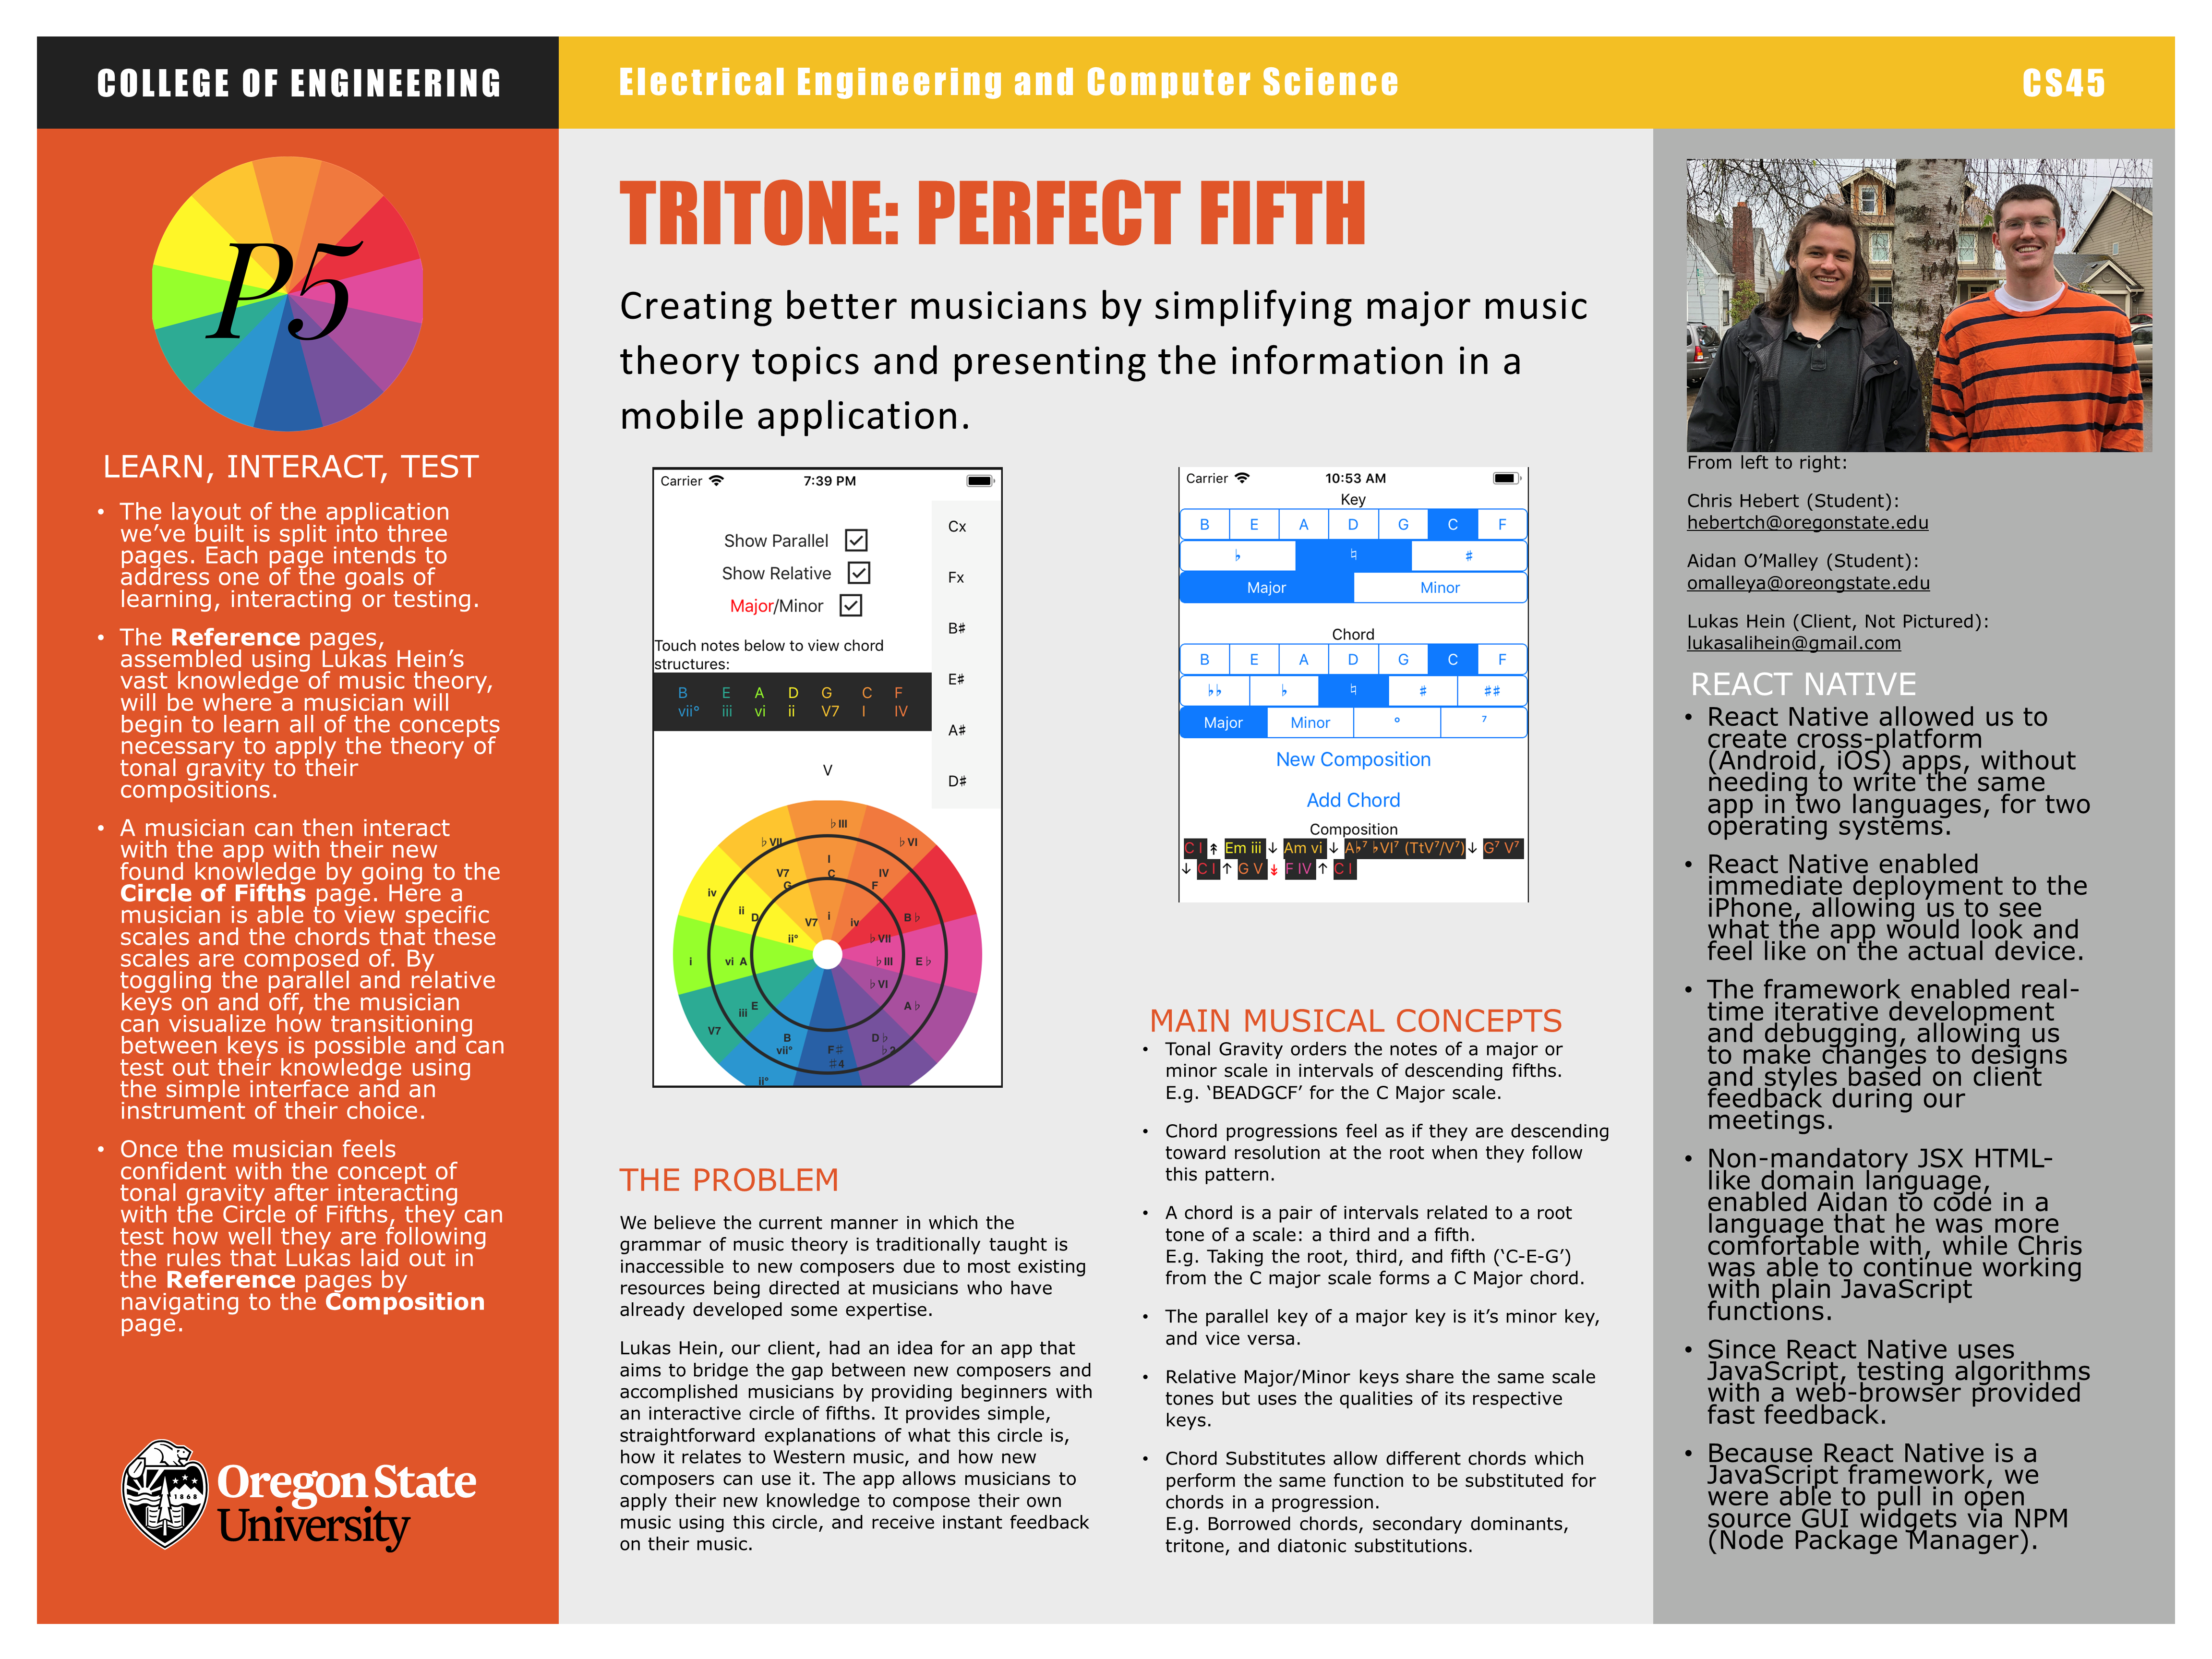 COLLEGE OF ENGINEERING
Electrical Engineering and Computer Science
CS45
P5
LEARN, INTERACT, TEST
• The layout of the application
we’ve built is split into three
pages. Each page intends to
address one of the goals of
learning, interacting or testing.
• The Reference pages,
assembled using Lukas Hein’s
vast knowledge of music theory,
will be where a musician will
begin to learn all of the concepts
necessary to apply the theory of
tonal gravity to their
compositions.
• A musician can then interact
with the app with their new
found knowledge by going to the
Circle of Fifths page. Here a
musician is able to view specific
scales and the chords that these
scales are composed of. By
toggling the parallel and relative
keys on and off, the musician
can visualize how transitioning
between keys is possible and can
test out their knowledge using
the simple interface and an
instrument of their choice.
• Once the musician feels
confident with the concept of
tonal gravity after interacting
with the Circle of Fifths, they can
test how well they are following
the rules that Lukas laid out in
the Reference pages by
navigating to the Composition
page.
1868
Oregon State
University
TRITONE: PERFECT FIFTH
Creating better musicians by simplifying major music
theory topics and presenting the information in a
mobile application.
Carrier 7:39 PM
Show Parallel
Show Relative
Major/Minor
Touch notes below to view chord
structures:
B E A D G C F
vii° iii vi ii V7 I IV
V
Cx
Fx
B#
E#
A#
D#
♭III
♭VII ♭VI
I
V7 C IV
G F
iv ii D V7 i iv B♭
ii° ♭VII
i vi A ♭III E♭
♭VI
iii E A♭
V7 B F# D♭
vii° #4 ♭2
ii°
THE PROBLEM
We believe the current manner in which the
grammar of music theory is traditionally taught is
inaccessible to new composers due to most existing
resources being directed at musicians who have
already developed some expertise.
Lukas Hein, our client, had an idea for an app that
aims to bridge the gap between new composers and
accomplished musicians by providing beginners with
an interactive circle of fifths. It provides simple,
straightforward explanations of what this circle is,
how it relates to Western music, and how new
composers can use it. The app allows musicians to
apply their new knowledge to compose their own
music using this circle, and receive instant feedback
on their music.
Carrier 10:53 AM
Key
B E A D G C F
♭ ♮ ♯
Major Minor
Chord
B E A D G C F
♭♭ ♭ ♮ ♯ ♯♯
Major Minor ° ⁷
New Composition
Add Chord
Composition
C I ↟ Em iii ↓ Am vi ↓ A♭⁷ ♭VI⁷ (TtV⁷/V⁷) ↓ G⁷ V⁷
↓ C I ↑ G V ↡ F IV ↑ C I
MAIN MUSICAL CONCEPTS
• Tonal Gravity orders the notes of a major or
minor scale in intervals of descending fifths.
E.g. ‘BEADGCF’ for the C Major scale.
• Chord progressions feel as if they are descending
toward resolution at the root when they follow
this pattern.
• A chord is a pair of intervals related to a root
tone of a scale: a third and a fifth.
E.g. Taking the root, third, and fifth (‘C-E-G’)
from the C major scale forms a C Major chord.
• The parallel key of a major key is it’s minor key,
and vice versa.
• Relative Major/Minor keys share the same scale
tones but uses the qualities of its respective
keys.
• Chord Substitutes allow different chords which
perform the same function to be substituted for
chords in a progression.
E.g. Borrowed chords, secondary dominants,
tritone, and diatonic substitutions.
From left to right:
Chris Hebert (Student):
hebertch@oregonstate.edu
Aidan O’Malley (Student):
omalleya@oreongstate.edu
Lukas Hein (Client, Not Pictured):
lukasalihein@gmail.com
REACT NATIVE
• React Native allowed us to
create cross-platform
(Android, iOS) apps, without
needing to write the same
app in two languages, for two
operating systems.
• React Native enabled
immediate deployment to the
iPhone, allowing us to see
what the app would look and
feel like on the actual device.
• The framework enabled real-
time iterative development
and debugging, allowing us
to make changes to designs
and styles based on client
feedback during our
meetings.
• Non-mandatory JSX HTML-
like domain language,
enabled Aidan to code in a
language that he was more
comfortable with, while Chris
was able to continue working
with plain JavaScript
functions.
• Since React Native uses
JavaScript, testing algorithms
with a web-browser provided
fast feedback.
• Because React Native is a
JavaScript framework, we
were able to pull in open
source GUI widgets via NPM
(Node Package Manager).